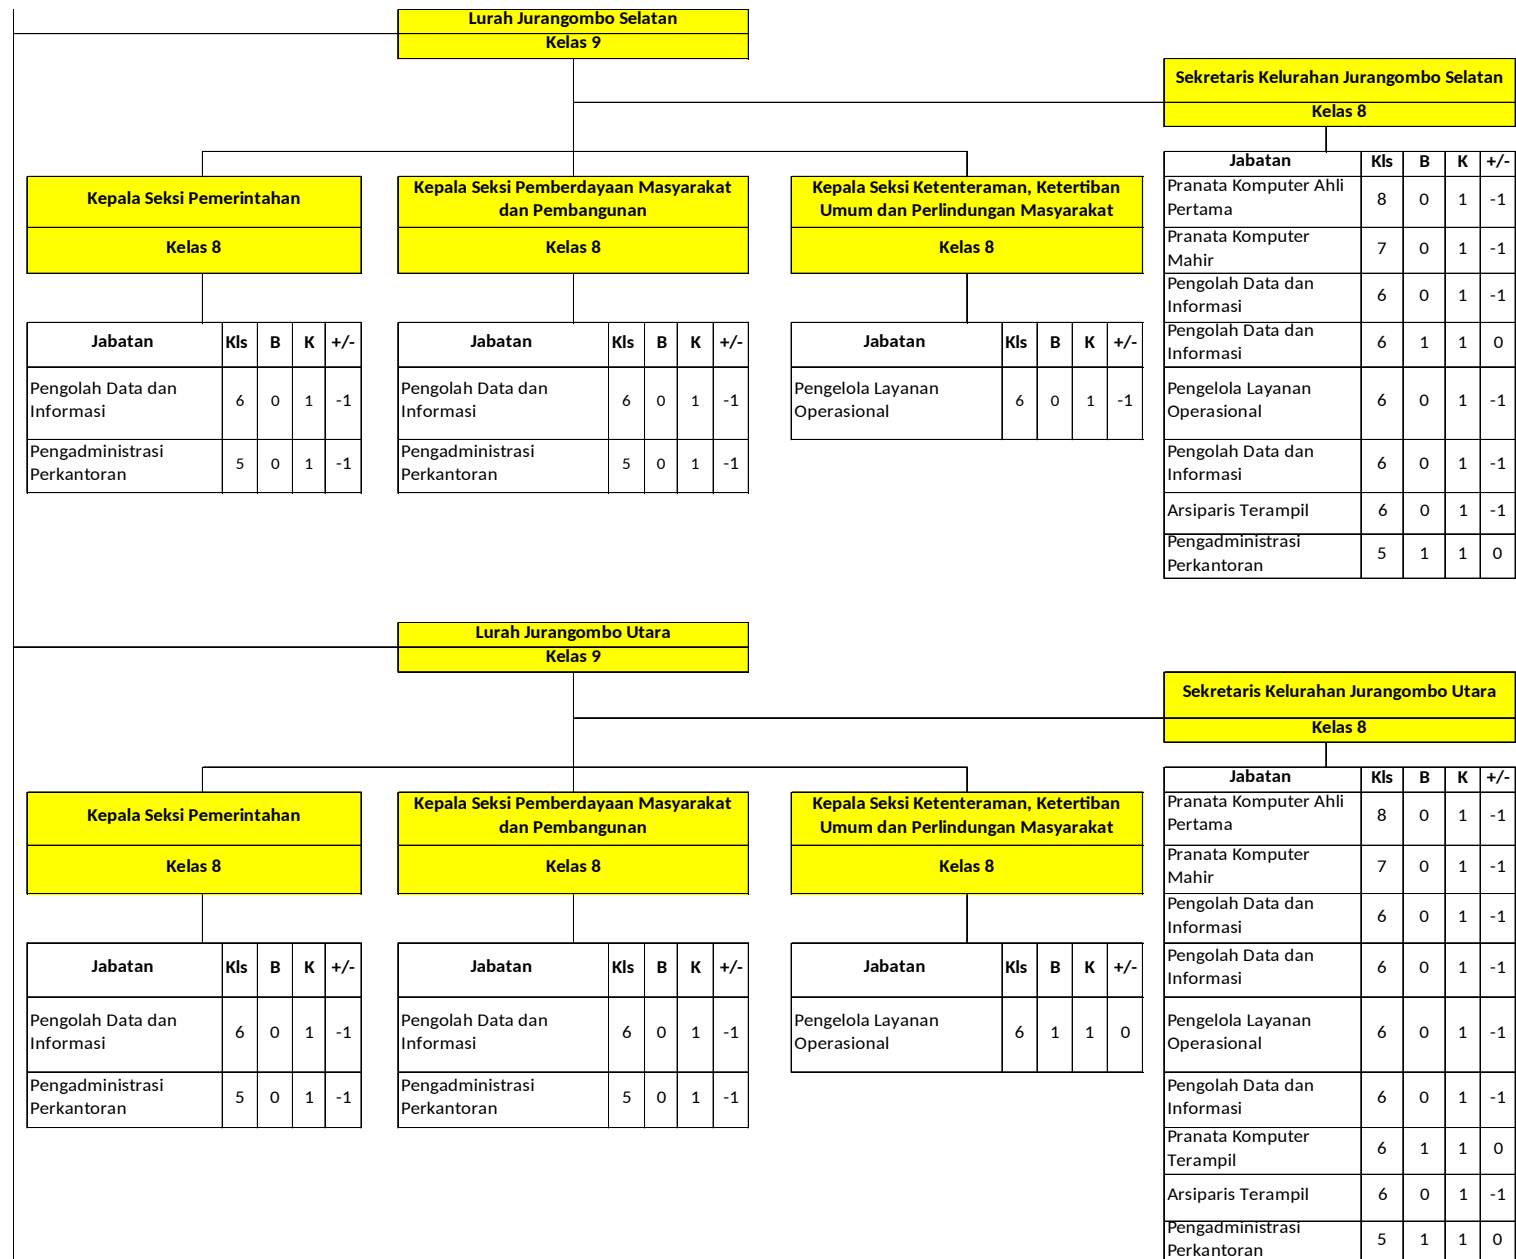 Lurah Jurangombo Selatan
Kelas 9
Sekretaris Kelurahan Jurangombo Selatan
Kelas 8
Kepala Seksi Pemerintahan
Kelas 8
Kepala Seksi Pemberdayaan Masyarakat
dan Pembangunan
Kelas 8
Kepala Seksi Ketenteraman, Ketertiban
Umum dan Perlindungan Masyarakat
Kelas 8
Jabatan Kls B K +/-
Pengolah Data dan
Informasi 6 0 1 -1
Pengadministrasi
Perkantoran 5 0 1 -1
Jabatan Kls B K +/-
Pengolah Data dan
Informasi 6 0 1 -1
Pengadministrasi
Perkantoran 5 0 1 -1
Jabatan Kls B K +/-
Pengelola Layanan
Operasional 6 0 1 -1
Jabatan Kls B K +/-
Pranata Komputer Ahli
Pertama 8 0 1 -1
Pranata Komputer
Mahir 7 0 1 -1
Pengolah Data dan
Informasi 6 0 1 -1
Pengolah Data dan
Informasi 6 1 1 0
Pengelola Layanan
Operasional 6 0 1 -1
Pengolah Data dan
Informasi 6 0 1 -1
Arsiparis Terampil 6 0 1 -1
Pengadministrasi
Perkantoran 5 1 1 0
Lurah Jurangombo Utara
Kelas 9
Sekretaris Kelurahan Jurangombo Utara
Kelas 8
Kepala Seksi Pemerintahan
Kelas 8
Kepala Seksi Pemberdayaan Masyarakat
dan Pembangunan
Kelas 8
Kepala Seksi Ketenteraman, Ketertiban
Umum dan Perlindungan Masyarakat
Kelas 8
Jabatan Kls B K +/-
Pengolah Data dan
Informasi 6 0 1 -1
Pengadministrasi
Perkantoran 5 0 1 -1
Jabatan Kls B K +/-
Pengolah Data dan
Informasi 6 0 1 -1
Pengadministrasi
Perkantoran 5 0 1 -1
Jabatan Kls B K +/-
Pengelola Layanan
Operasional 6 1 1 0
Jabatan Kls B K +/-
Pranata Komputer Ahli
Pertama 8 0 1 -1
Pranata Komputer
Mahir 7 0 1 -1
Pengolah Data dan
Informasi 6 0 1 -1
Pengolah Data dan
Informasi 6 0 1 -1
Pengelola Layanan
Operasional 6 0 1 -1
Pengolah Data dan
Informasi 6 0 1 -1
Pranata Komputer
Terampil 6 1 1 0
Arsiparis Terampil 6 0 1 -1
Pengadministrasi
Perkantoran 5 1 1 0